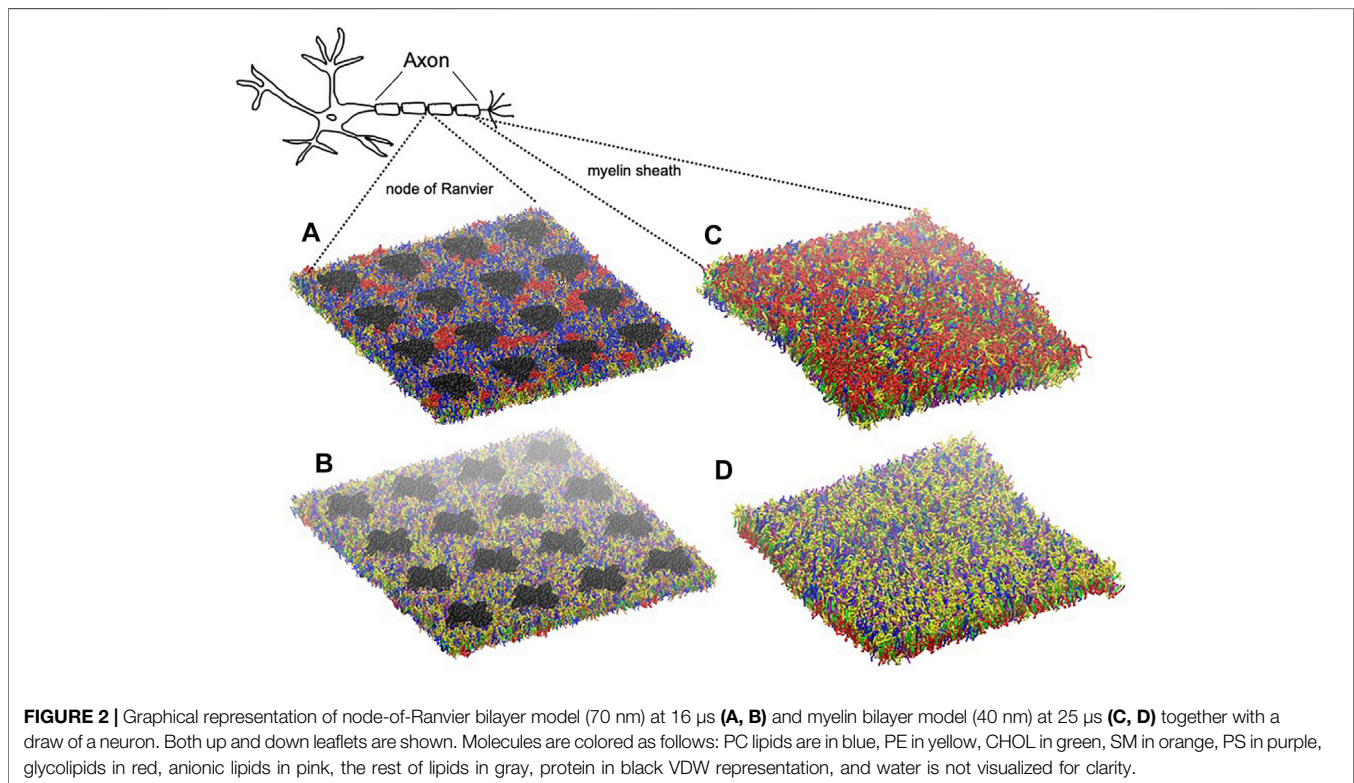 Axon
myelin sheath
node of Ranvier
A
C
B
D
FIGURE 2 | Graphical representation of node-of-Ranvier bilayer model (70 nm) at 16 µs (A, B) and myelin bilayer model (40 nm) at 25 µs (C, D) together with a
draw of a neuron. Both up and down leaflets are shown. Molecules are colored as follows: PC lipids are in blue, PE in yellow, CHOL in green, SM in orange, PS in purple,
glycolipids in red, anionic lipids in pink, the rest of lipids in gray, protein in black VDW representation, and water is not visualized for clarity.